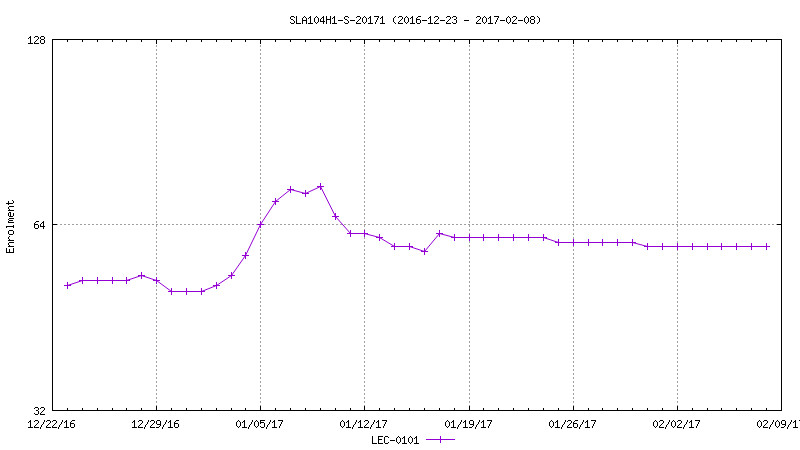 SLA104H1-S-20171 (2016-12-23 - 2017-02-08)
128
64
32
Enrolment
12/22/16 12/29/16 01/05/17 01/12/17 01/19/17 01/26/17 02/02/17 02/09/17
LEC-0101